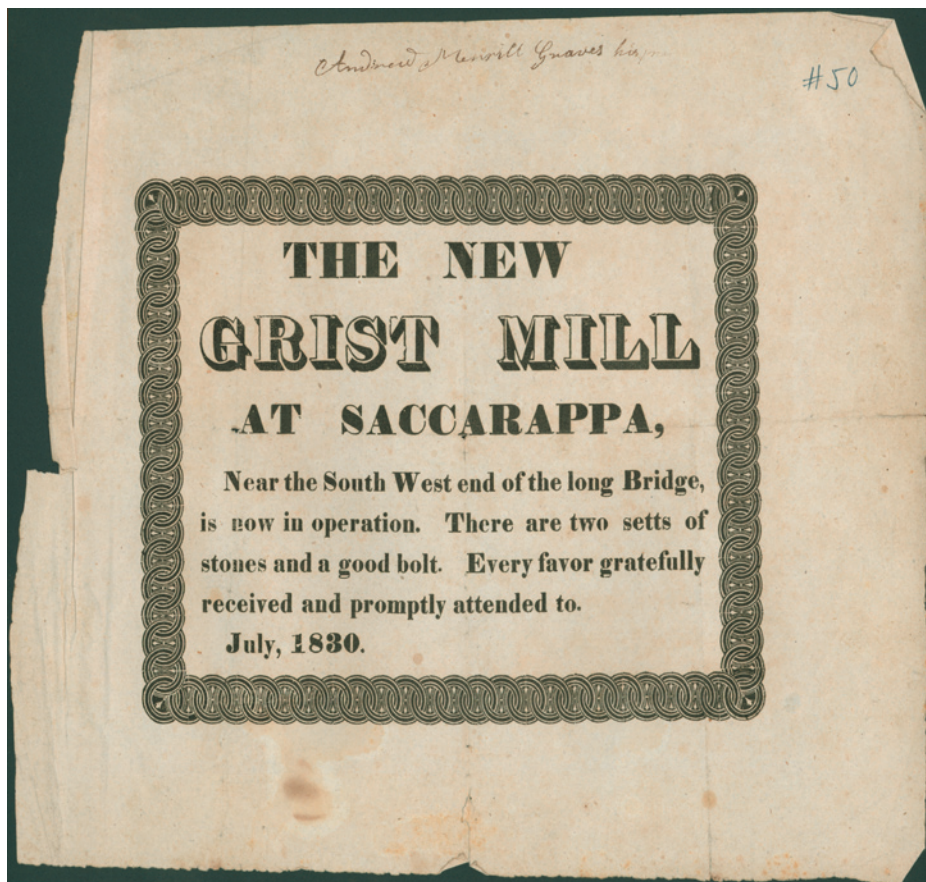 Andrew Merrill Graves his
#50
THE NEW
GRIST MILL
AT SACCARAPPA,
Near the South West end of the long Bridge,
is now in operation. There are two setts of
stones and a good bolt. Every favor gratefully
received and promptly attended to.
July, 1830.